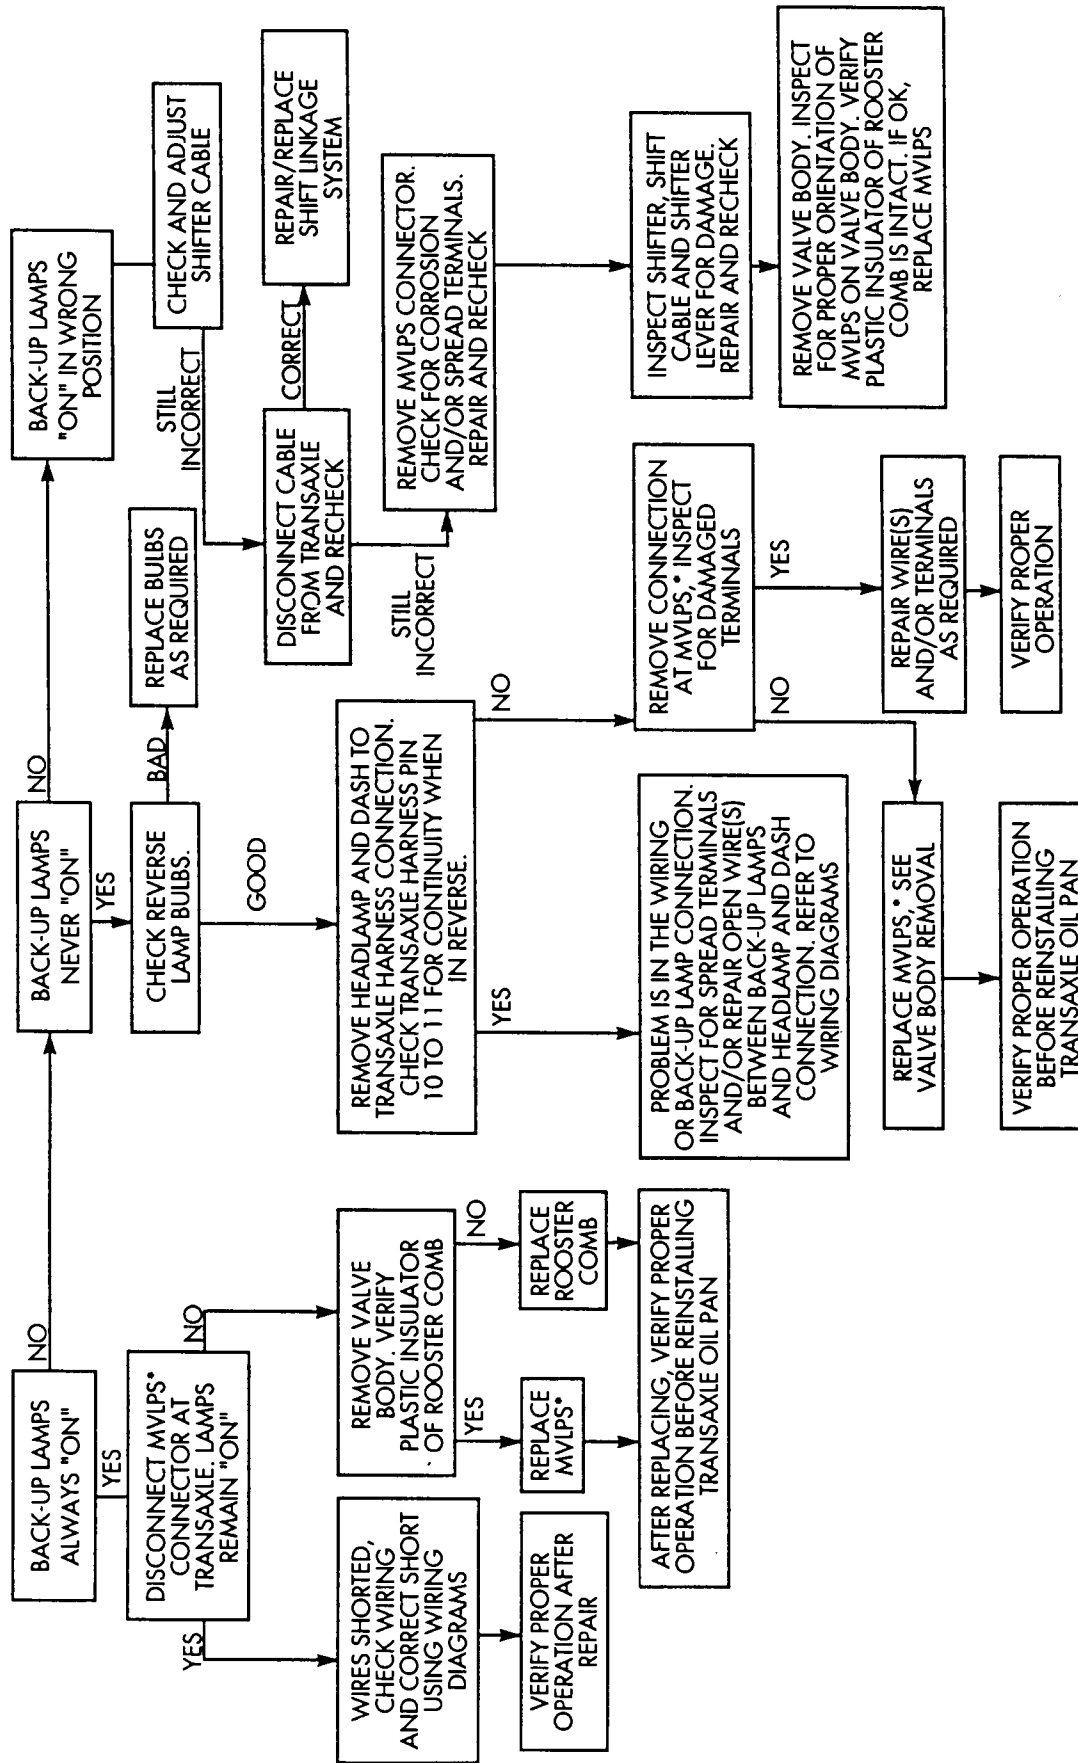 BACK-UP LAMPS
ALWAYS "ON"
NO
BACK-UP LAMPS
NEVER "ON"
NO
BACK-UP LAMPS
"ON" IN WRONG
POSITION
YES
DISCONNECT MVLPS*
CONNECTOR AT
TRANSAXLE. LAMPS
REMAIN "ON"
YES
CHECK REVERSE
LAMP BULBS.
BAD
REPLACE BULBS
AS REQUIRED
CHECK AND ADJUST
SHIFTER CABLE
STILL
INCORRECT
YES
NO
GOOD
DISCONNECT CABLE
FROM TRANSAXLE
AND RECHECK
CORRECT
REPAIR/REPLACE
SHIFT LINKAGE
SYSTEM
WIRES SHORTED,
CHECK WIRING
AND CORRECT SHORT
USING WIRING
DIAGRAMS
REMOVE VALVE
BODY. VERIFY
PLASTIC INSULATOR
OF ROOSTER COMB
REMOVE HEADLAMP AND DASH TO
TRANSAXLE HARNESS CONNECTION.
CHECK TRANSAXLE HARNESS PIN
10 TO 11 FOR CONTINUITY WHEN
IN REVERSE.
STILL
INCORRECT
REMOVE MVLPS CONNECTOR.
CHECK FOR CORROSION
AND/OR SPREAD TERMINALS.
REPAIR AND RECHECK
YES
NO
YES
NO
VERIFY PROPER
OPERATION AFTER
REPAIR
REPLACE
MVLPS*
REPLACE
ROOSTER
COMB
PROBLEM IS IN THE WIRING
OR BACK-UP LAMP CONNECTION.
INSPECT FOR SPREAD TERMINALS
AND/OR REPAIR OPEN WIRE(S)
BETWEEN BACK-UP LAMPS
AND HEADLAMP AND DASH
CONNECTION. REFER TO
WIRING DIAGRAMS
REMOVE CONNECTION
AT MVLPS,* INSPECT
FOR DAMAGED
TERMINALS
INSPECT SHIFTER, SHIFT
CABLE AND SHIFTER
LEVER FOR DAMAGE.
REPAIR AND RECHECK
AFTER REPLACING, VERIFY PROPER
OPERATION BEFORE REINSTALLING
TRANSAXLE OIL PAN
NO
YES
REMOVE VALVE BODY. INSPECT
FOR PROPER ORIENTATION OF
MVLPS ON VALVE BODY. VERIFY
PLASTIC INSULATOR OF ROOSTER
COMB IS INTACT. IF OK,
REPLACE MVLPS
REPLACE MVLPS,* SEE
VALVE BODY REMOVAL
REPAIR WIRE(S)
AND/OR TERMINALS
AS REQUIRED
VERIFY PROPER OPERATION
BEFORE REINSTALLING
TRANSAXLE OIL PAN
VERIFY PROPER
OPERATION